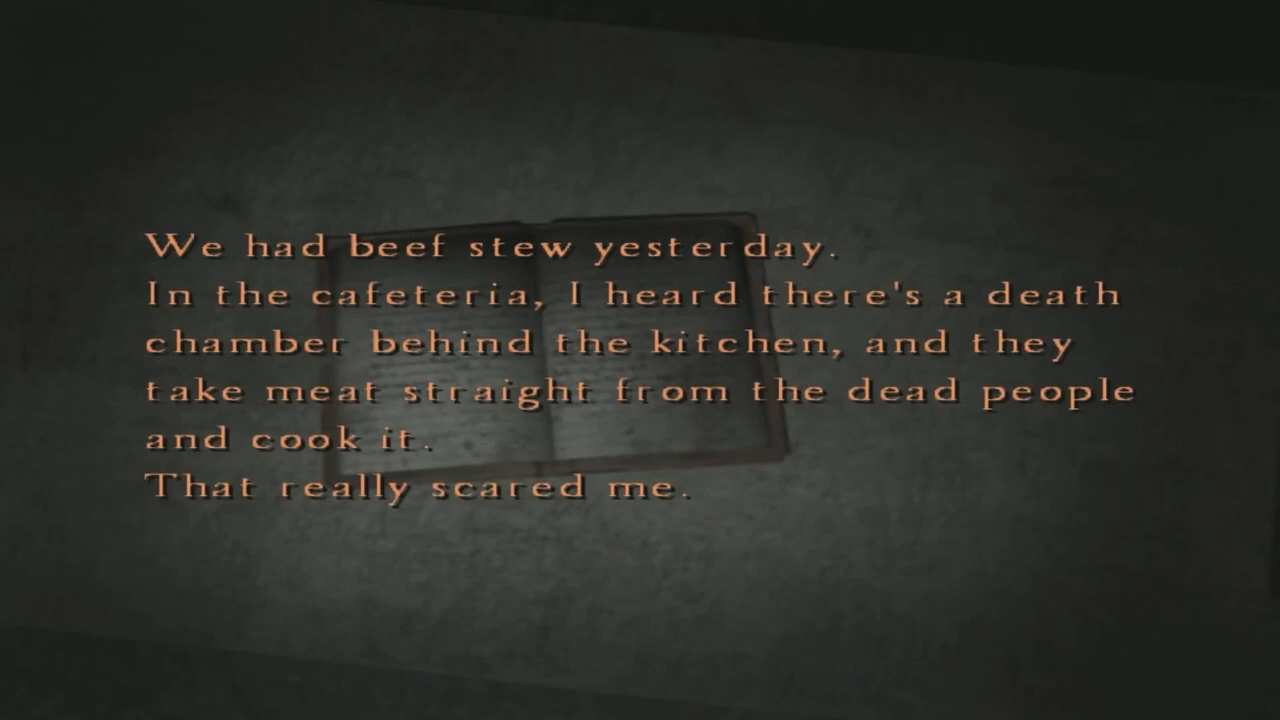 We had beef stew yesterday.
In the cafeteria, I heard there's a death
chamber behind the kitchen, and they
take meat straight from the dead people
and cook it.
That really scared me.